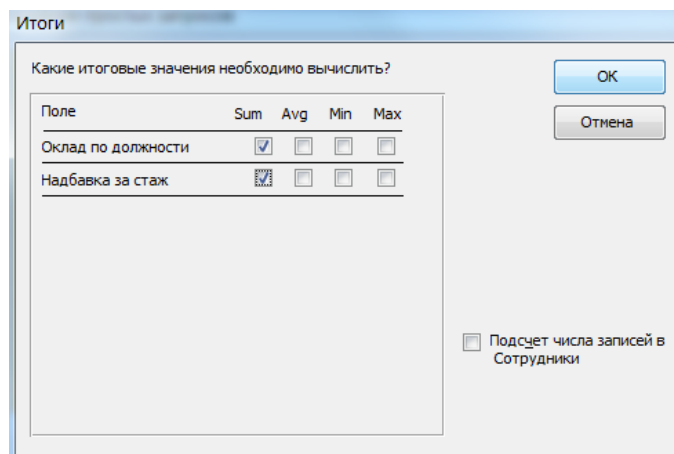 Итоги
Какие итоговые значения необходимо вычислить?
OK
Отмена
Поле Sum Avg Min Max
Оклад по должности
Надбавка за стаж
Подсчет числа записей в
Сотрудники